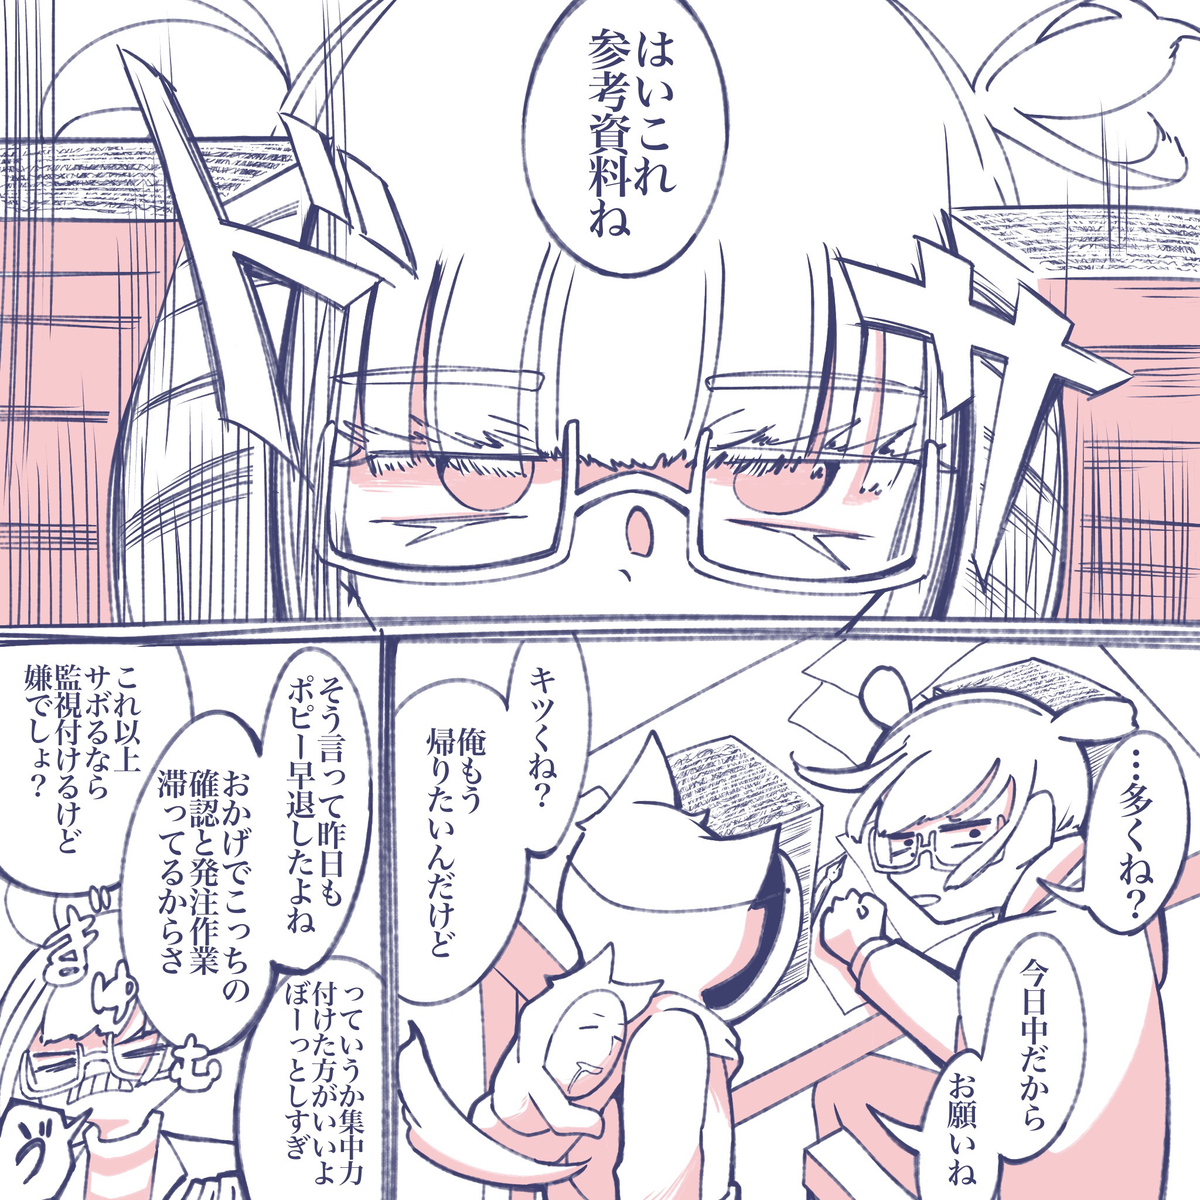 はいこれ
参考資料ね
ドサ
…多くね?
今日中だから
お願いね
キツくね?
俺もう
帰りたいんだけど
そう言って昨日も
ポピー早退したよね
おかげでこっちの
確認と発注作業
滞ってるからさ
これ以上
サボるなら
監視付けるけど
嫌でしょ?
っていうか集中力
付けた方がいいよ
ぼーっとしすぎ
きゅむ
ゔ